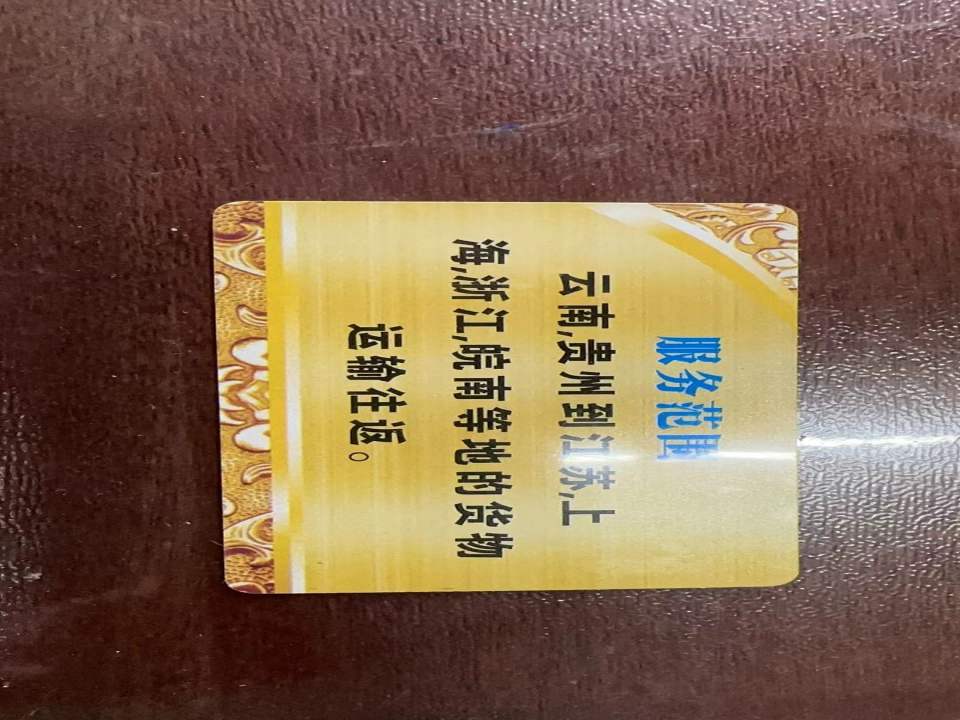 服务范围
云南,贵州到江苏,上
海,浙江,皖南等地的货物
运输往返。